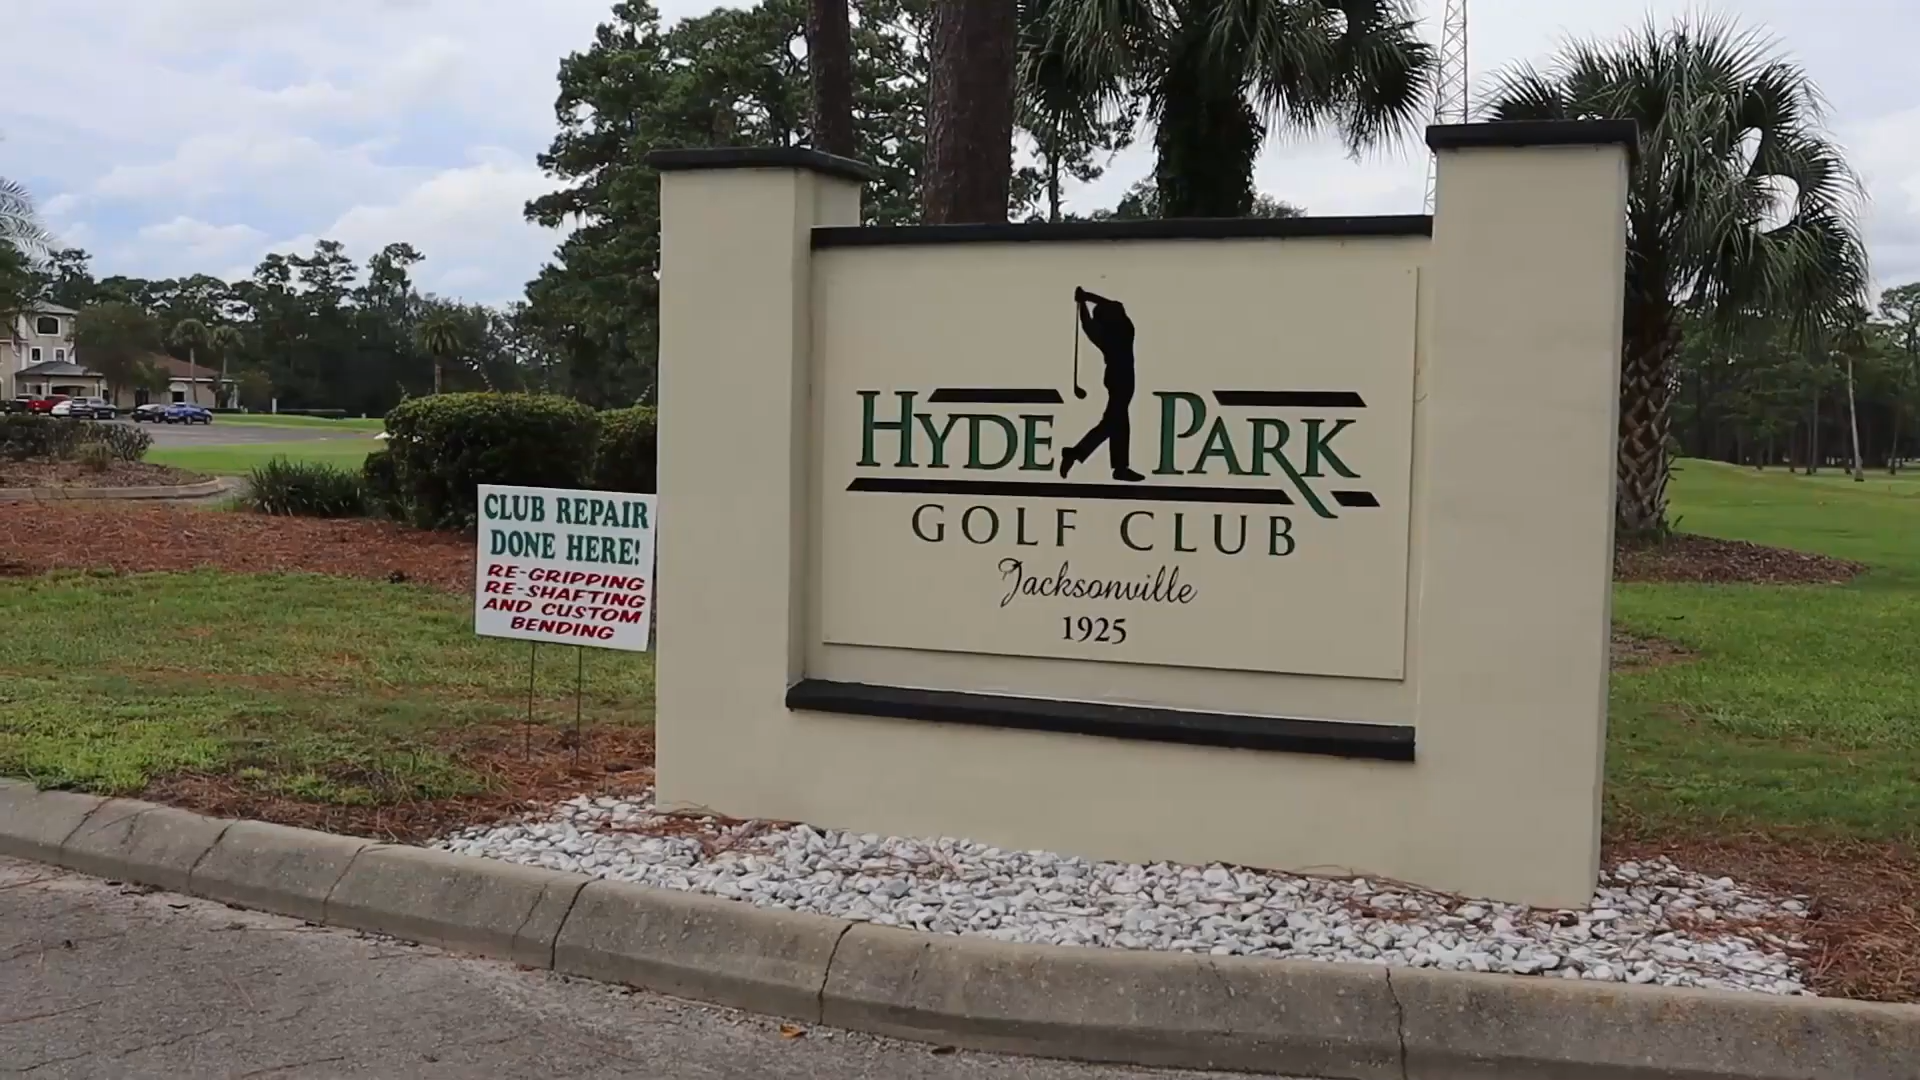 CLUB REPAIR
DONE HERE!
RE-GRIPPING
RE-SHAFTING
AND CUSTOM
BENDING
HYDE PARK
GOLF CLUB
Jacksonville
1925